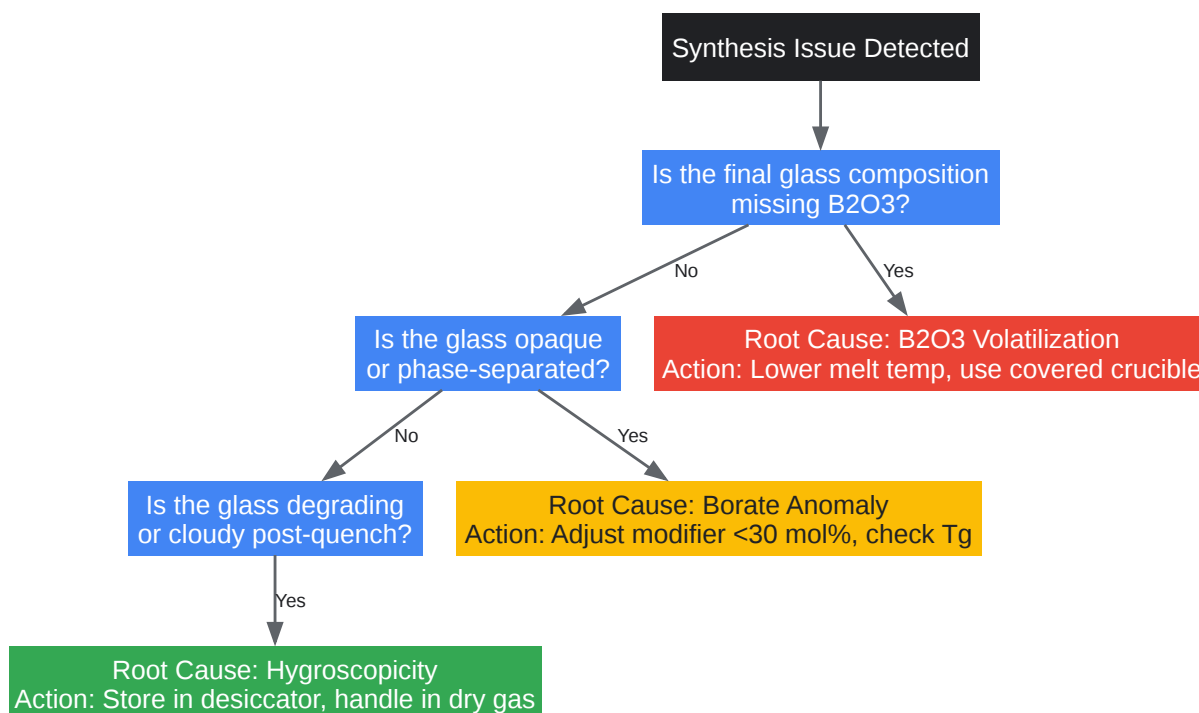 Synthesis Issue Detected
Is the final glass composition
missing B2O3?
No
Yes
Is the glass opaque
or phase-separated?
Root Cause: B2O3 Volatilization
Action: Lower melt temp, use covered crucible
No
Yes
Is the glass degrading
or cloudy post-quench?
Root Cause: Borate Anomaly
Action: Adjust modifier <30 mol%, check Tg
Yes
Root Cause: Hygroscopicity
Action: Store in desiccator, handle in dry gas